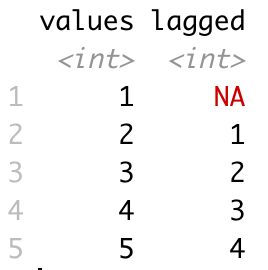 values lagged
<int> <int>
1 1 NA
2 2 1
3 3 2
4 4 3
5 5 4